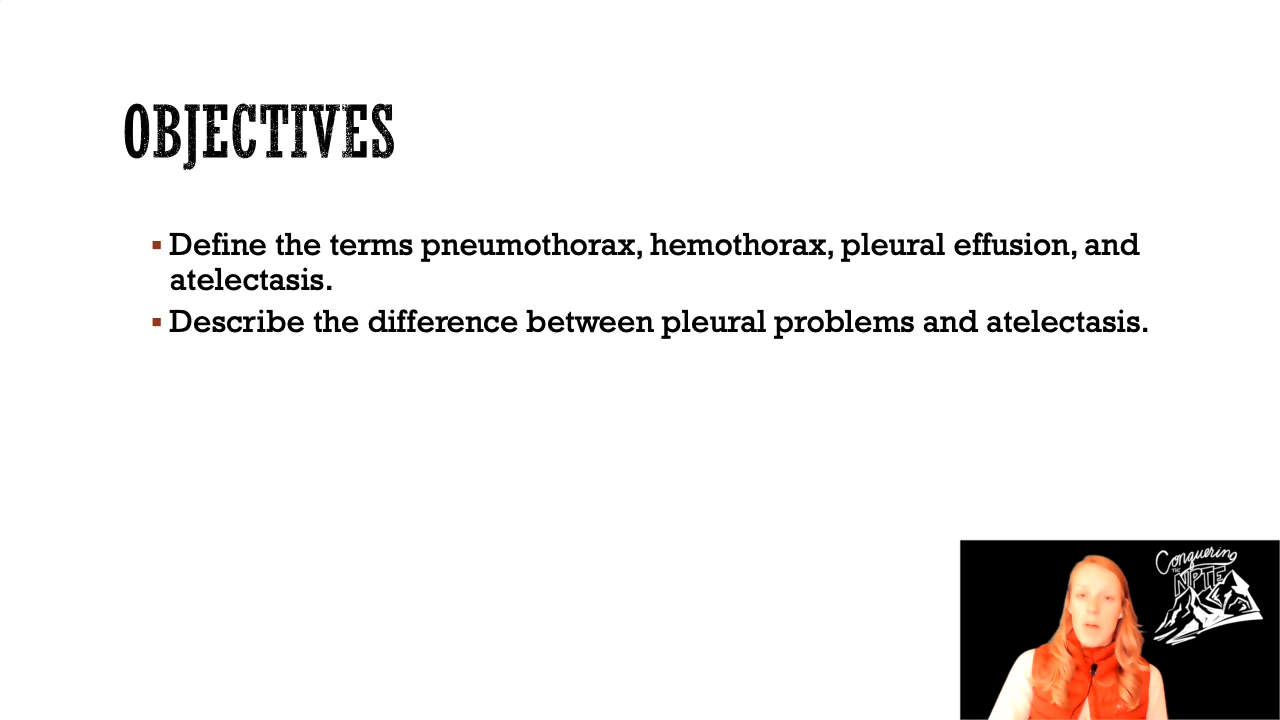 OBJECTIVES
▪ Define the terms pneumothorax, hemothorax, pleural effusion, and
atelectasis.
▪ Describe the difference between pleural problems and atelectasis.
Conquering
THE
NPTE